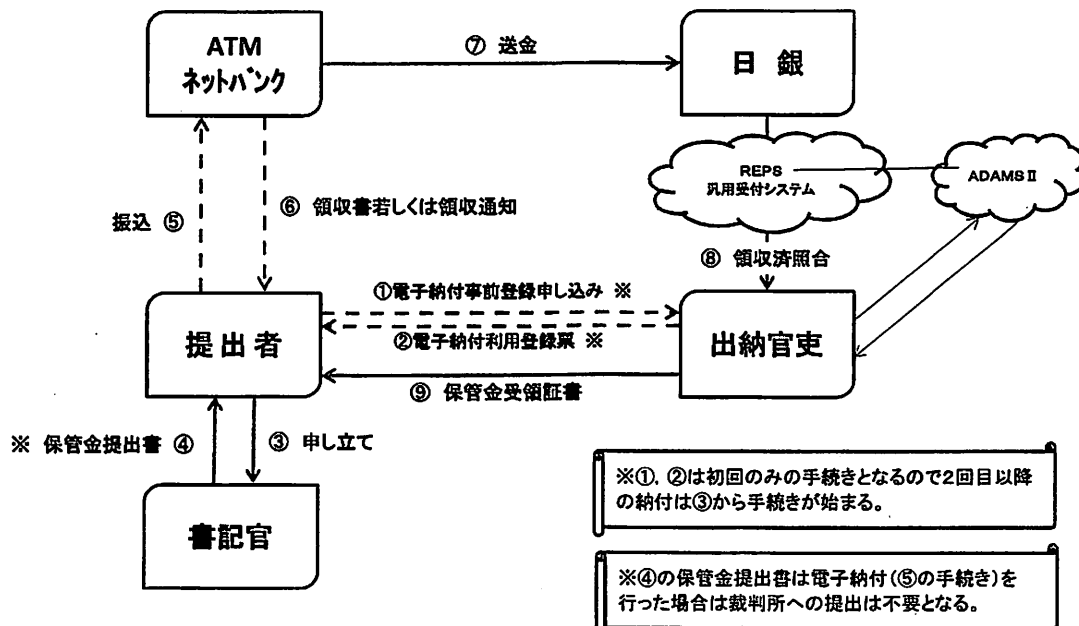 ATM
ネットバンク
⑦ 送金
日 銀
REPS
汎用受付システム
ADAMSⅡ
振込 ⑤
⑥ 領収書若しくは領収通知
⑧ 領収済照合
①電子納付事前登録申し込み ※
提 出 者
②電子納付利用登録票 ※
出納官吏
⑨ 保管金受領証書
※ 保管金提出書 ④
③ 申し立て
書記官
※①,②は初回のみの手続きとなるので2回目以降
の納付は③から手続きが始まる。
※④の保管金提出書は電子納付(⑤の手続き)を
行った場合は裁判所への提出は不要となる。